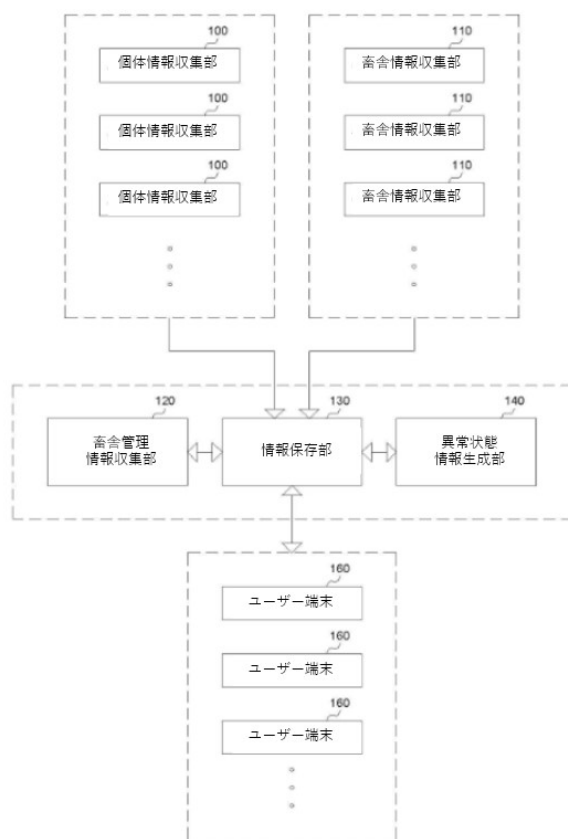 100
個体情報収集部
100
個体情報収集部
100
個体情報収集部
110
畜舎情報収集部
110
畜舎情報収集部
110
畜舎情報収集部
120
畜舎管理
情報収集部
130
情報保存部
140
異常状態
情報生成部
160
ユーザー端末
160
ユーザー端末
160
ユーザー端末